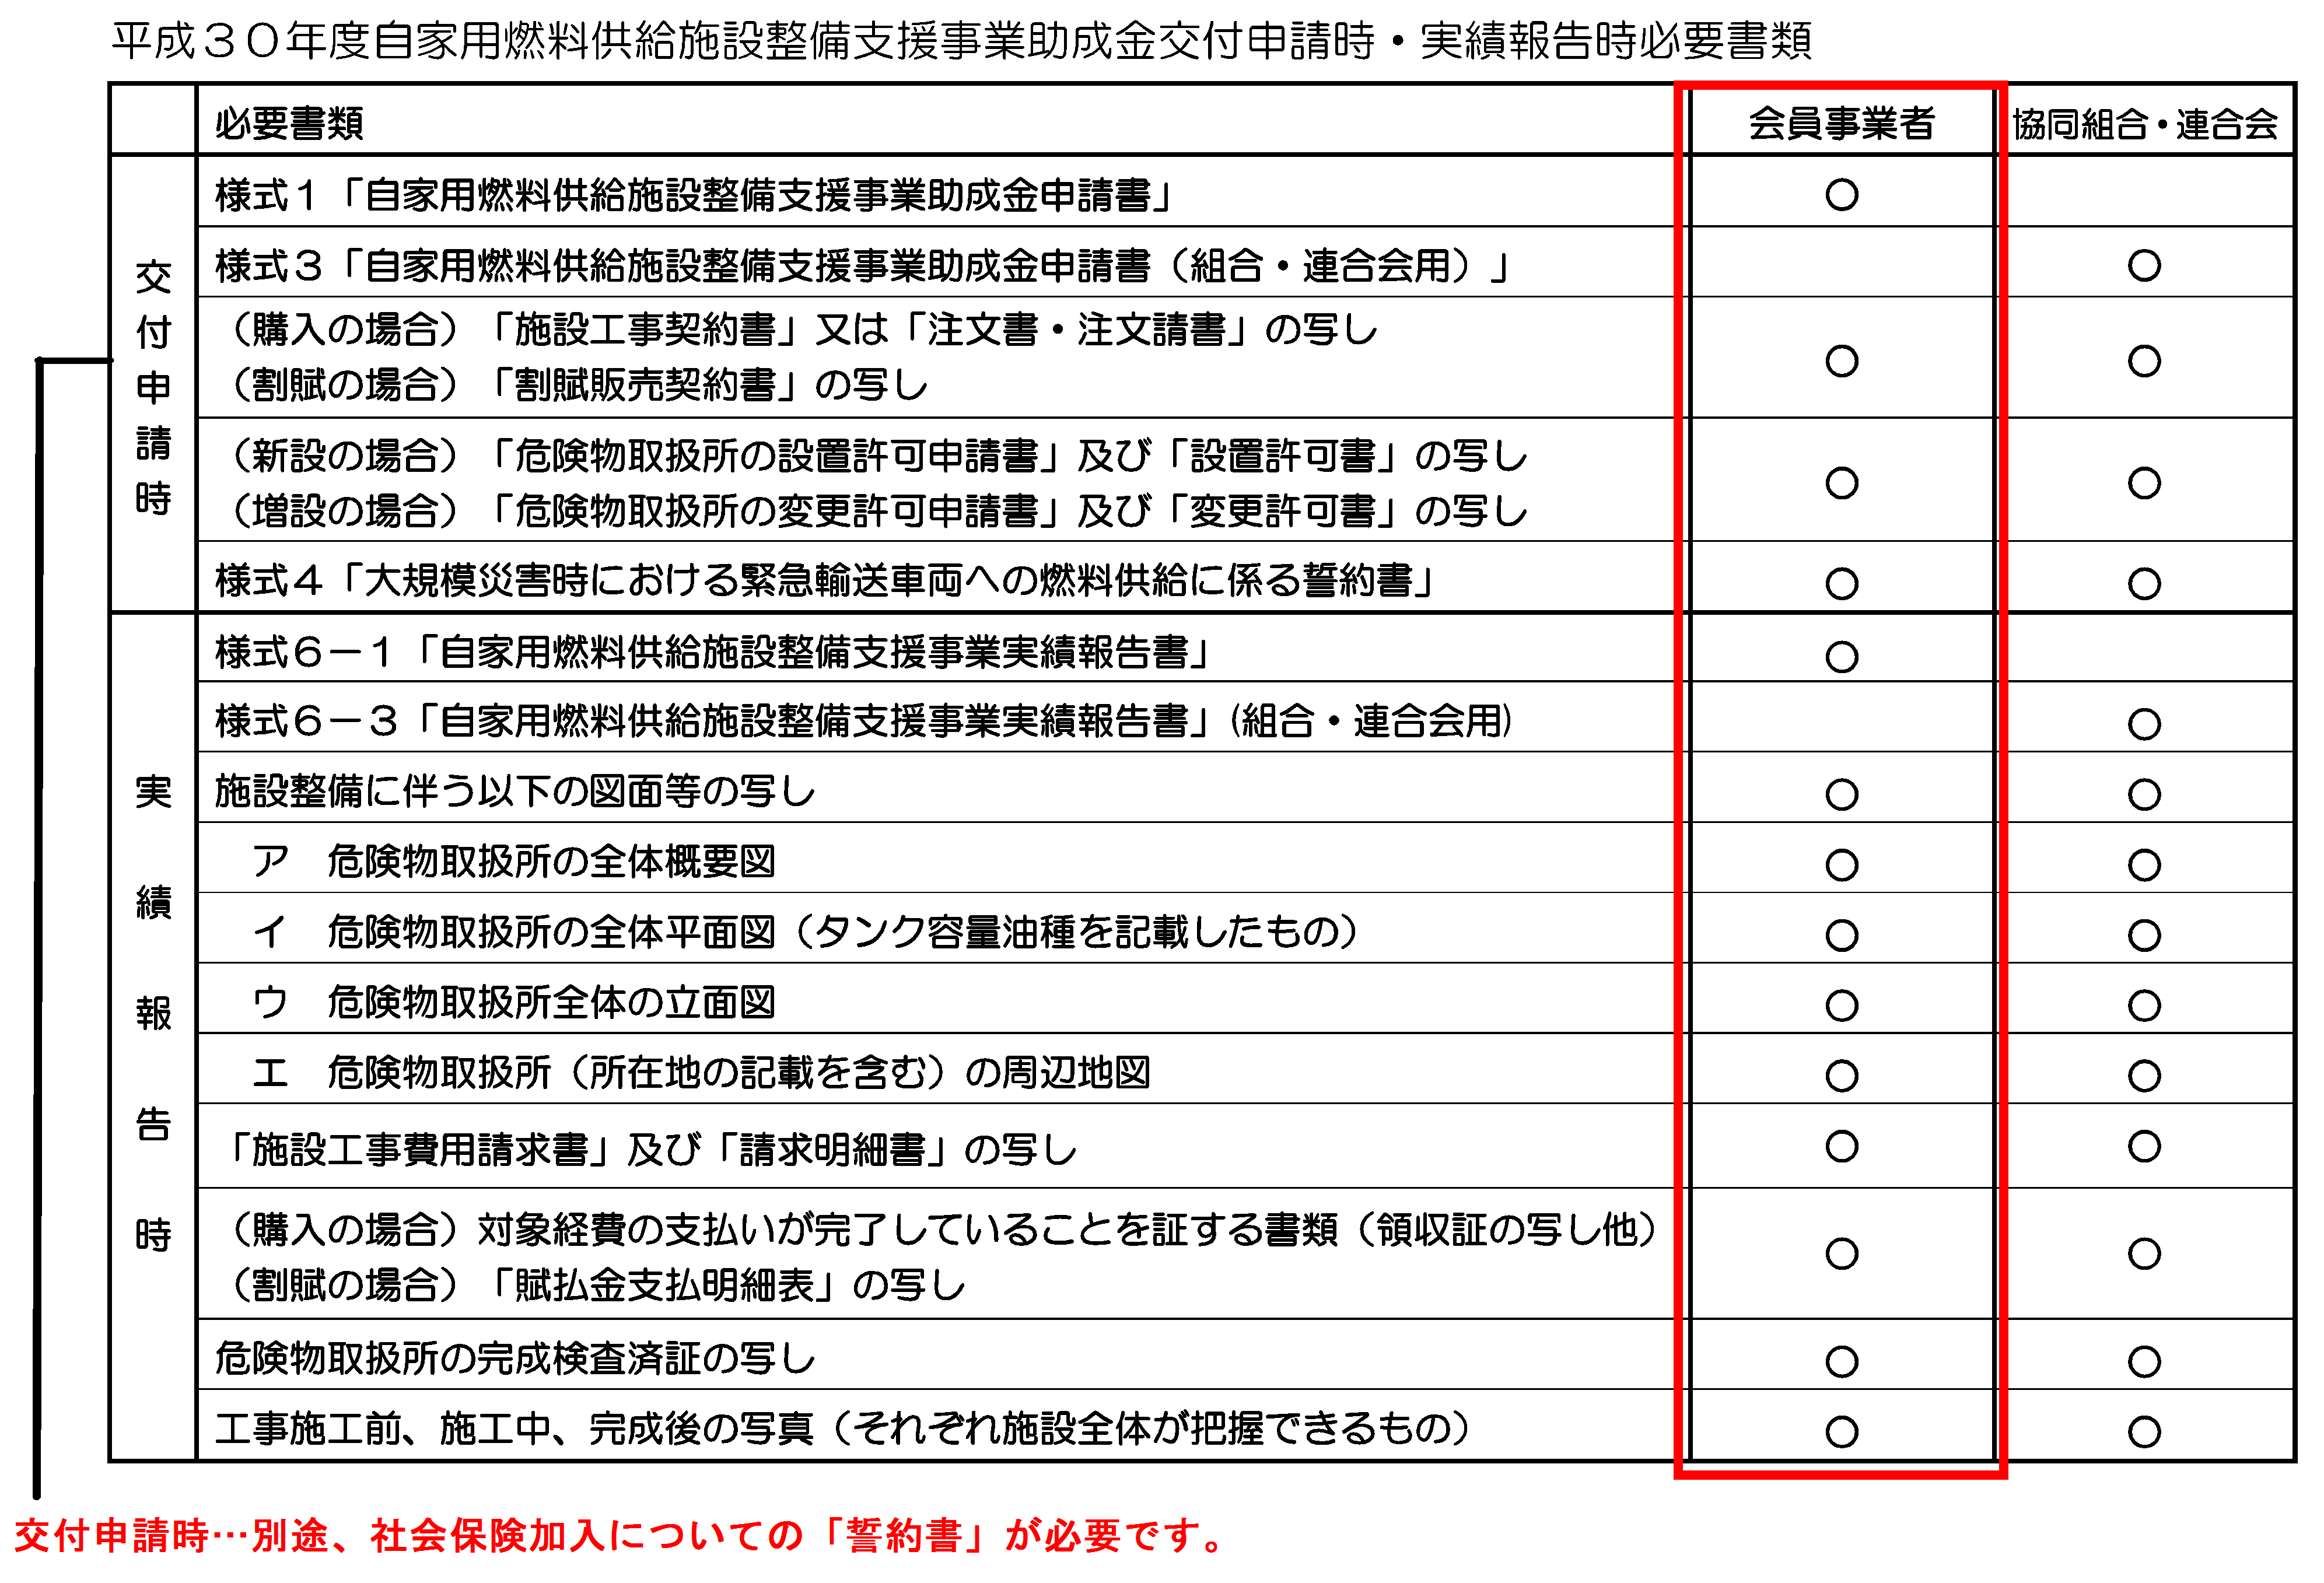 平成３０年度自家用燃料供給施設整備支援事業助成金交付申請時・実績報告時必要書類
必要書類 会員事業者 協同組合・連合会
交付申請時
様式１「自家用燃料供給施設整備支援事業助成金申請書」 ○
様式３「自家用燃料供給施設整備支援事業助成金申請書（組合・連合会用）」 ○
（購入の場合）「施設工事契約書」又は「注文書・注文請書」の写し
（割賦の場合）「割賦販売契約書」の写し ○ ○
（新設の場合）「危険物取扱所の設置許可申請書」及び「設置許可書」の写し
（増設の場合）「危険物取扱所の変更許可申請書」及び「変更許可書」の写し ○ ○
様式４「大規模災害時における緊急輸送車両への燃料供給に係る誓約書」 ○ ○
実績報告時
様式６－１「自家用燃料供給施設整備支援事業実績報告書」 ○
様式６－３「自家用燃料供給施設整備支援事業実績報告書」(組合・連合会用) ○
施設整備に伴う以下の図面等の写し ○ ○
ア　危険物取扱所の全体概要図 ○ ○
イ　危険物取扱所の全体平面図（タンク容量油種を記載したもの） ○ ○
ウ　危険物取扱所全体の立面図 ○ ○
エ　危険物取扱所（所在地の記載を含む）の周辺地図 ○ ○
「施設工事費用請求書」及び「請求明細書」の写し ○ ○
（購入の場合）対象経費の支払いが完了していることを証する書類（領収証の写し他）
（割賦の場合）「賦払金支払明細表」の写し ○ ○
危険物取扱所の完成検査済証の写し ○ ○
工事施工前、施工中、完成後の写真（それぞれ施設全体が把握できるもの） ○ ○
交付申請時…別途、社会保険加入についての「誓約書」が必要です。